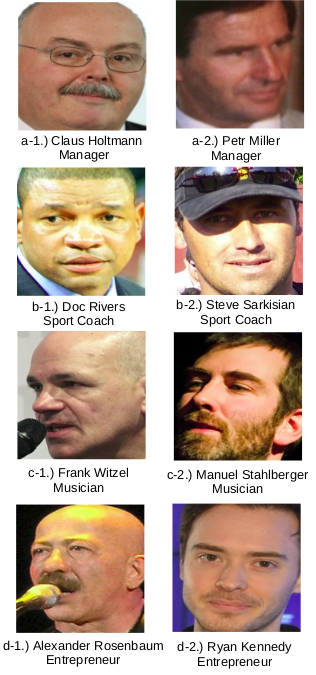 a-1.) Claus Holtmann
Manager
a-2.) Petr Miller
Manager
b-1.) Doc Rivers
Sport Coach
b-2.) Steve Sarkisian
Sport Coach
c-1.) Frank Witzel
Musician
c-2.) Manuel Stahlberger
Musician
d-1.) Alexander Rosenbaum
Entrepreneur
d-2.) Ryan Kennedy
Entrepreneur